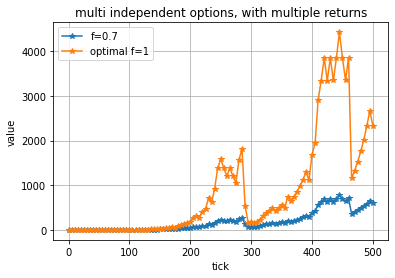 multi independent options, with multiple returns
f=0.7
optimal f=1
value
4000
3000
2000
1000
0
0 100 200 300 400 500
tick